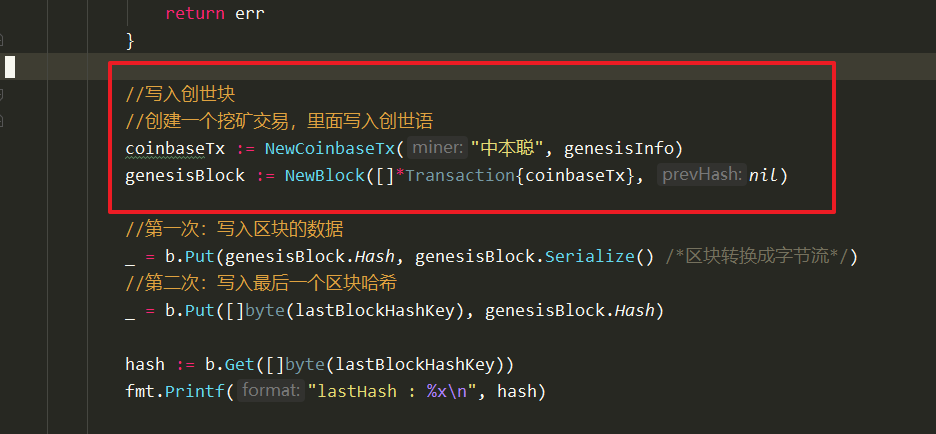 return err
}
//写入创世块
//创建一个挖矿交易，里面写入创世语
coinbaseTx := NewCoinbaseTx( miner: "中本聪", genesisInfo)
genesisBlock := NewBlock([]*Transaction{coinbaseTx}, prevHash: nil)
//第一次：写入区块的数据
_ = b.Put(genesisBlock.Hash, genesisBlock.Serialize() /*区块转换成字节流*/)
//第二次：写入最后一个区块哈希
_ = b.Put([]byte(lastBlockHashKey), genesisBlock.Hash)
hash := b.Get([]byte(lastBlockHashKey))
fmt.Printf( format: "lastHash : %x\n", hash)